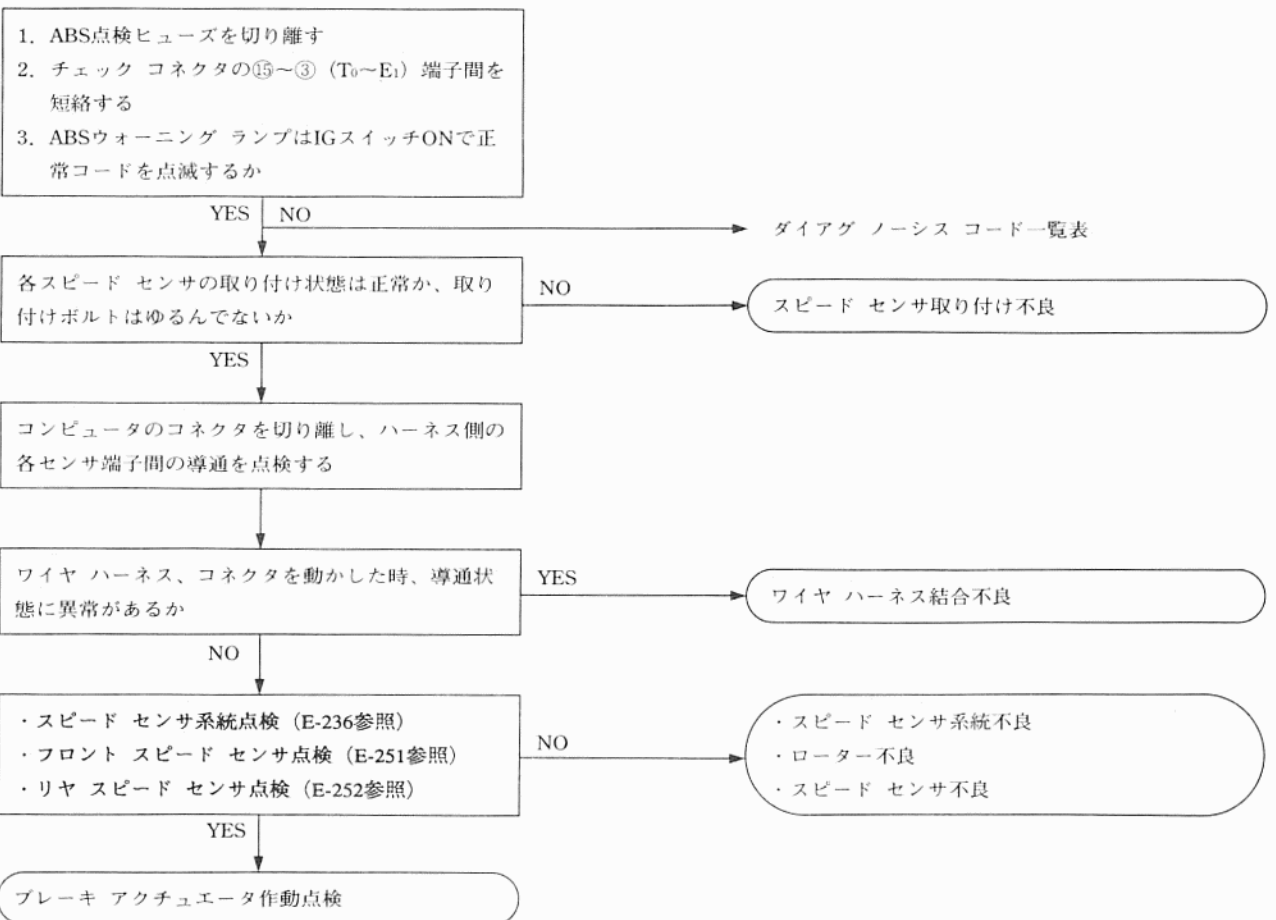 1. ABS点検ヒューズを切り離す
2. チェック コネクタの⑮～③（T₀～E₁）端子間を
短絡する
3. ABSウォーニング ランプはIGスイッチONで正
常コードを点滅するか
YES
NO
ダイアグ ノーシス コード一覧表
各スピード センサの取り付け状態は正常か、取り
付けボルトはゆるんでないか
NO
スピード センサ取り付け不良
YES
コンピュータのコネクタを切り離し、ハーネス側の
各センサ端子間の導通を点検する
ワイヤ ハーネス、コネクタを動かした時、導通状
態に異常があるか
YES
ワイヤ ハーネス結合不良
NO
・スピード センサ系統点検（E-236参照）
・フロント スピード センサ点検（E-251参照）
・リヤ スピード センサ点検（E-252参照）
NO
・スピード センサ系統不良
・ローター不良
・スピード センサ不良
YES
ブレーキ アクチュエータ作動点検